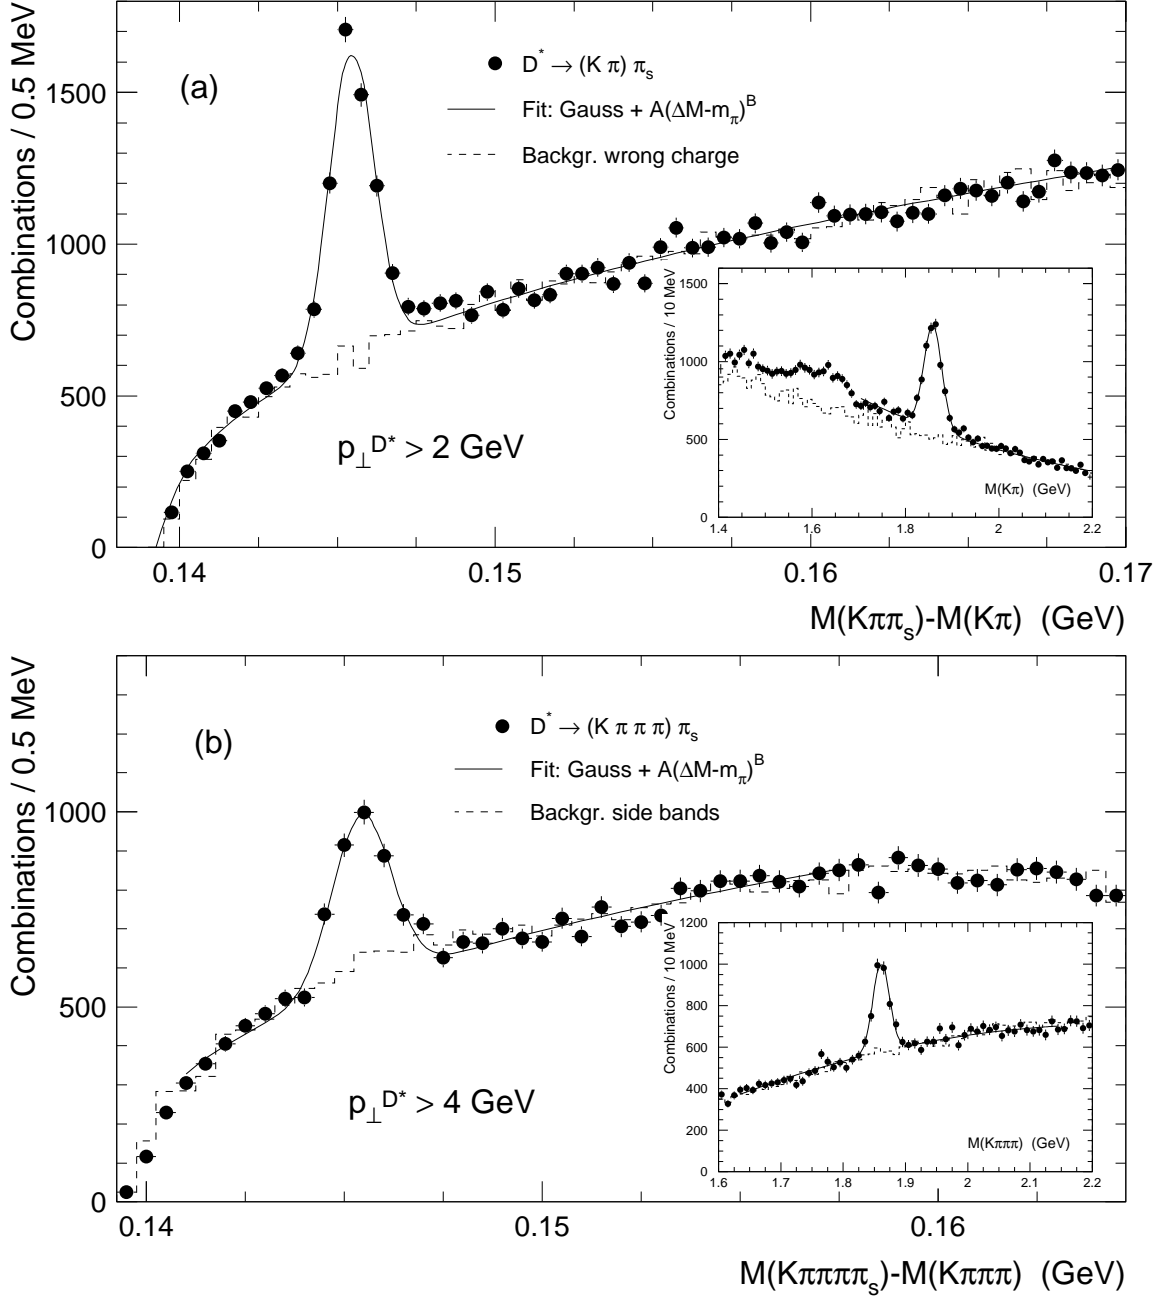 Combinations / 0.5 MeV
1500
1000
500
0
(a)
D* → (K π) πₛ
Fit: Gauss + A(ΔM-m_π)^B
Backgr. wrong charge
p⊥^D* > 2 GeV
Combinations / 10 MeV
1500
1000
500
0
1.4 1.6 1.8 2 2.2
M(Kπ) (GeV)
0.14 0.15 0.16 0.17
M(Kππₛ)-M(Kπ) (GeV)
Combinations / 0.5 MeV
1000
500
0
(b)
D* → (K π π π) πₛ
Fit: Gauss + A(ΔM-m_π)^B
Backgr. side bands
p⊥^D* > 4 GeV
Combinations / 10 MeV
1200
1000
800
600
400
200
0
1.6 1.7 1.8 1.9 2 2.1 2.2
M(Kπππ) (GeV)
0.14 0.15 0.16
M(Kππππₛ)-M(Kπππ) (GeV)